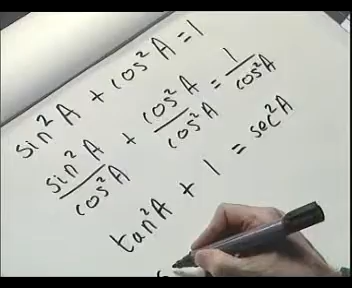 sin²A + cos²A = 1
sin²A/cos²A + cos²A/cos²A = 1/cos²A
tan²A + 1 = sec²A